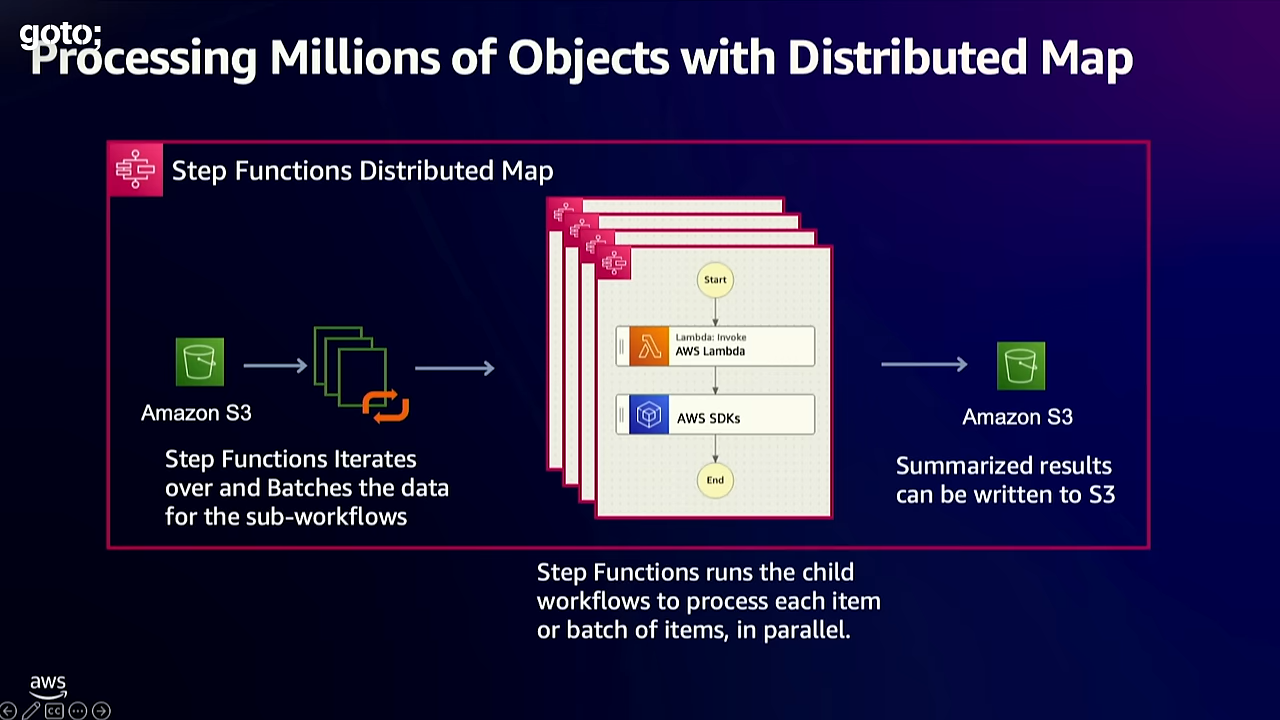 goto;
Processing Millions of Objects with Distributed Map
Step Functions Distributed Map
Start
Lambda: Invoke
AWS Lambda
AWS SDKs
End
Amazon S3
Step Functions Iterates
over and Batches the data
for the sub-workflows
Amazon S3
Summarized results
can be written to S3
Step Functions runs the child
workflows to process each item
or batch of items, in parallel.
aws
CC